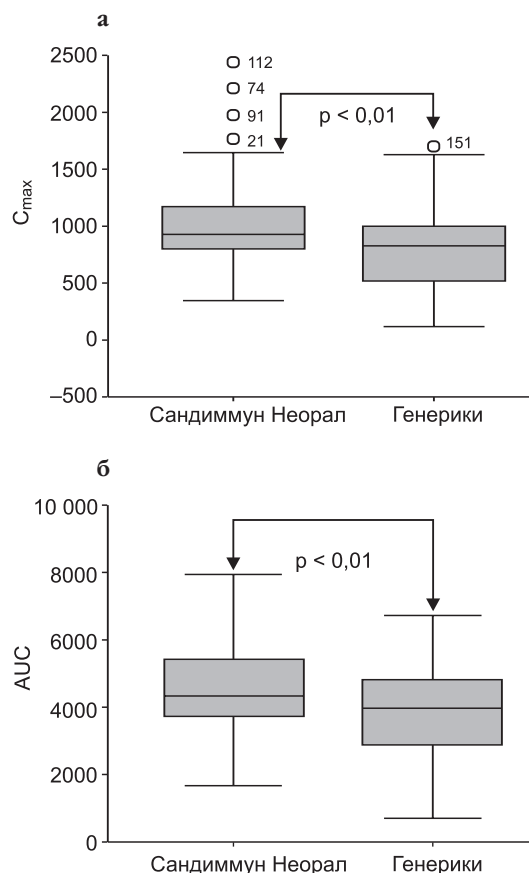 а
2500
2000
1500
1000
500
0
–500
Cmax
112
74
91
21
p < 0,01
151
Сандиммун Неорал
Генерики
б
10 000
8000
6000
4000
2000
0
AUC
p < 0,01
Сандиммун Неорал
Генерики